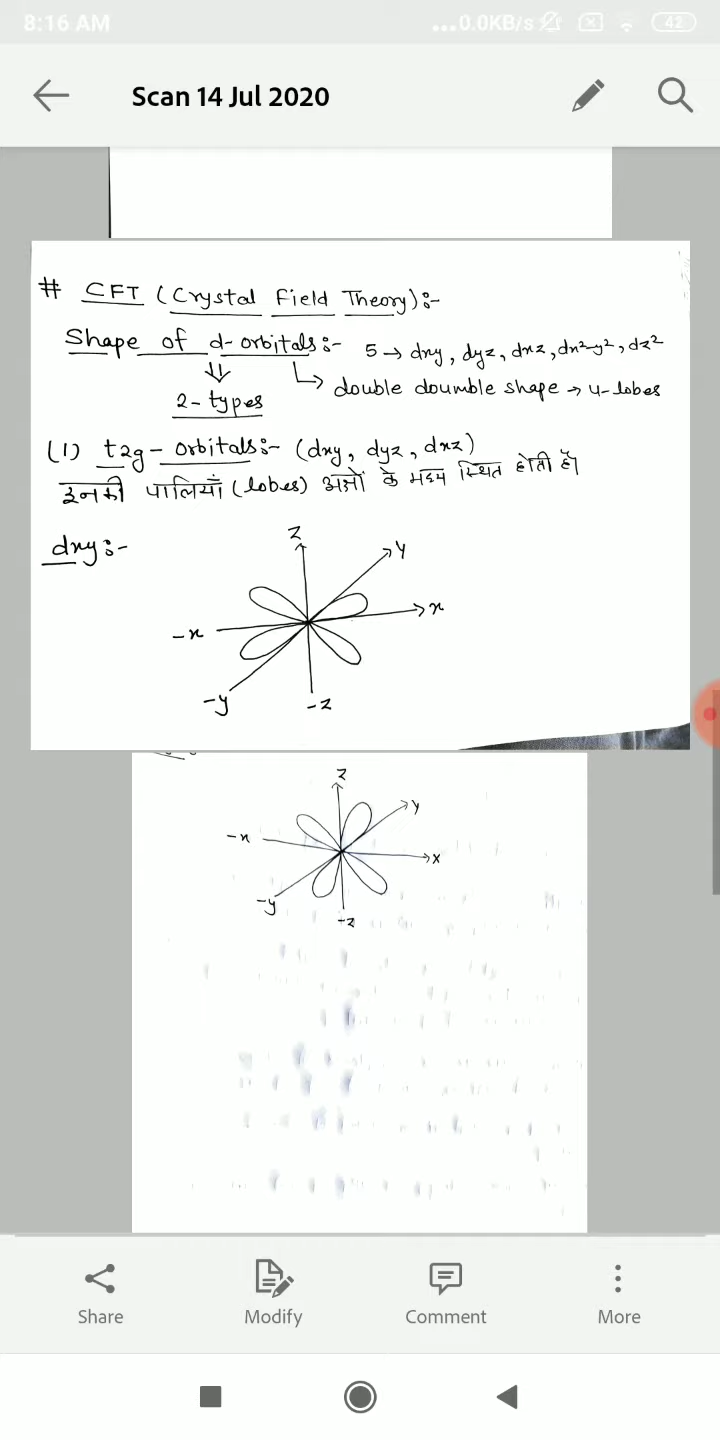 8:16 AM ...0.0KB/s 42
Scan 14 Jul 2020
# CFT (Crystal Field Theory):-
Shape of d-orbitals:- 5 → dxy, dyz, dxz, dx²-y², dz²
⇓ ↳ double doumble shape → 4-lobes
2-types
(1) t2g-orbitals:- (dxy, dyz, dxz)
इनकी पालियाँ (lobes) अक्षों के मध्य स्थित होती हैं।
dxy:-
z
y
x
-x
-y
-z
z
y
-x
x
-y
-z
Share Modify Comment More